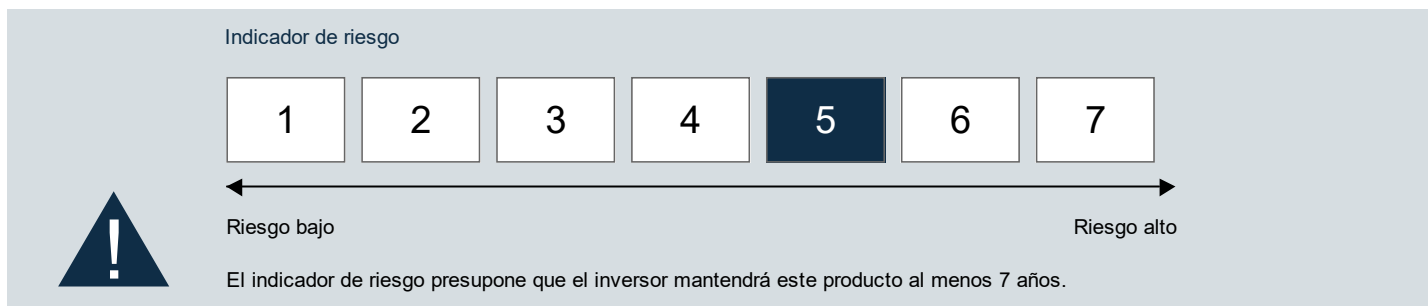 Indicador de riesgo
1 2 3 4 5 6 7
Riesgo bajo Riesgo alto
!
El indicador de riesgo presupone que el inversor mantendrá este producto al menos 7 años.